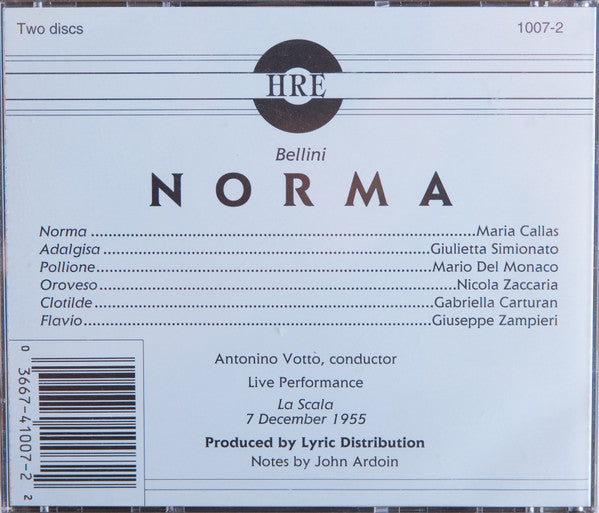 Two discs 1007-2
HRE
Bellini
NORMA
Norma..........................................................................Maria Callas
Adalgisa................................................................Giulietta Simionato
Pollione.................................................................Mario Del Monaco
Oroveso......................................................................Nicola Zaccaria
Clotilde.................................................................Gabriella Carturan
Flavio....................................................................Giuseppe Zampieri
Antonino Votto, conductor
Live Performance
La Scala
7 December 1955
Produced by Lyric Distribution
Notes by John Ardoin
0 3667-41007-2 2